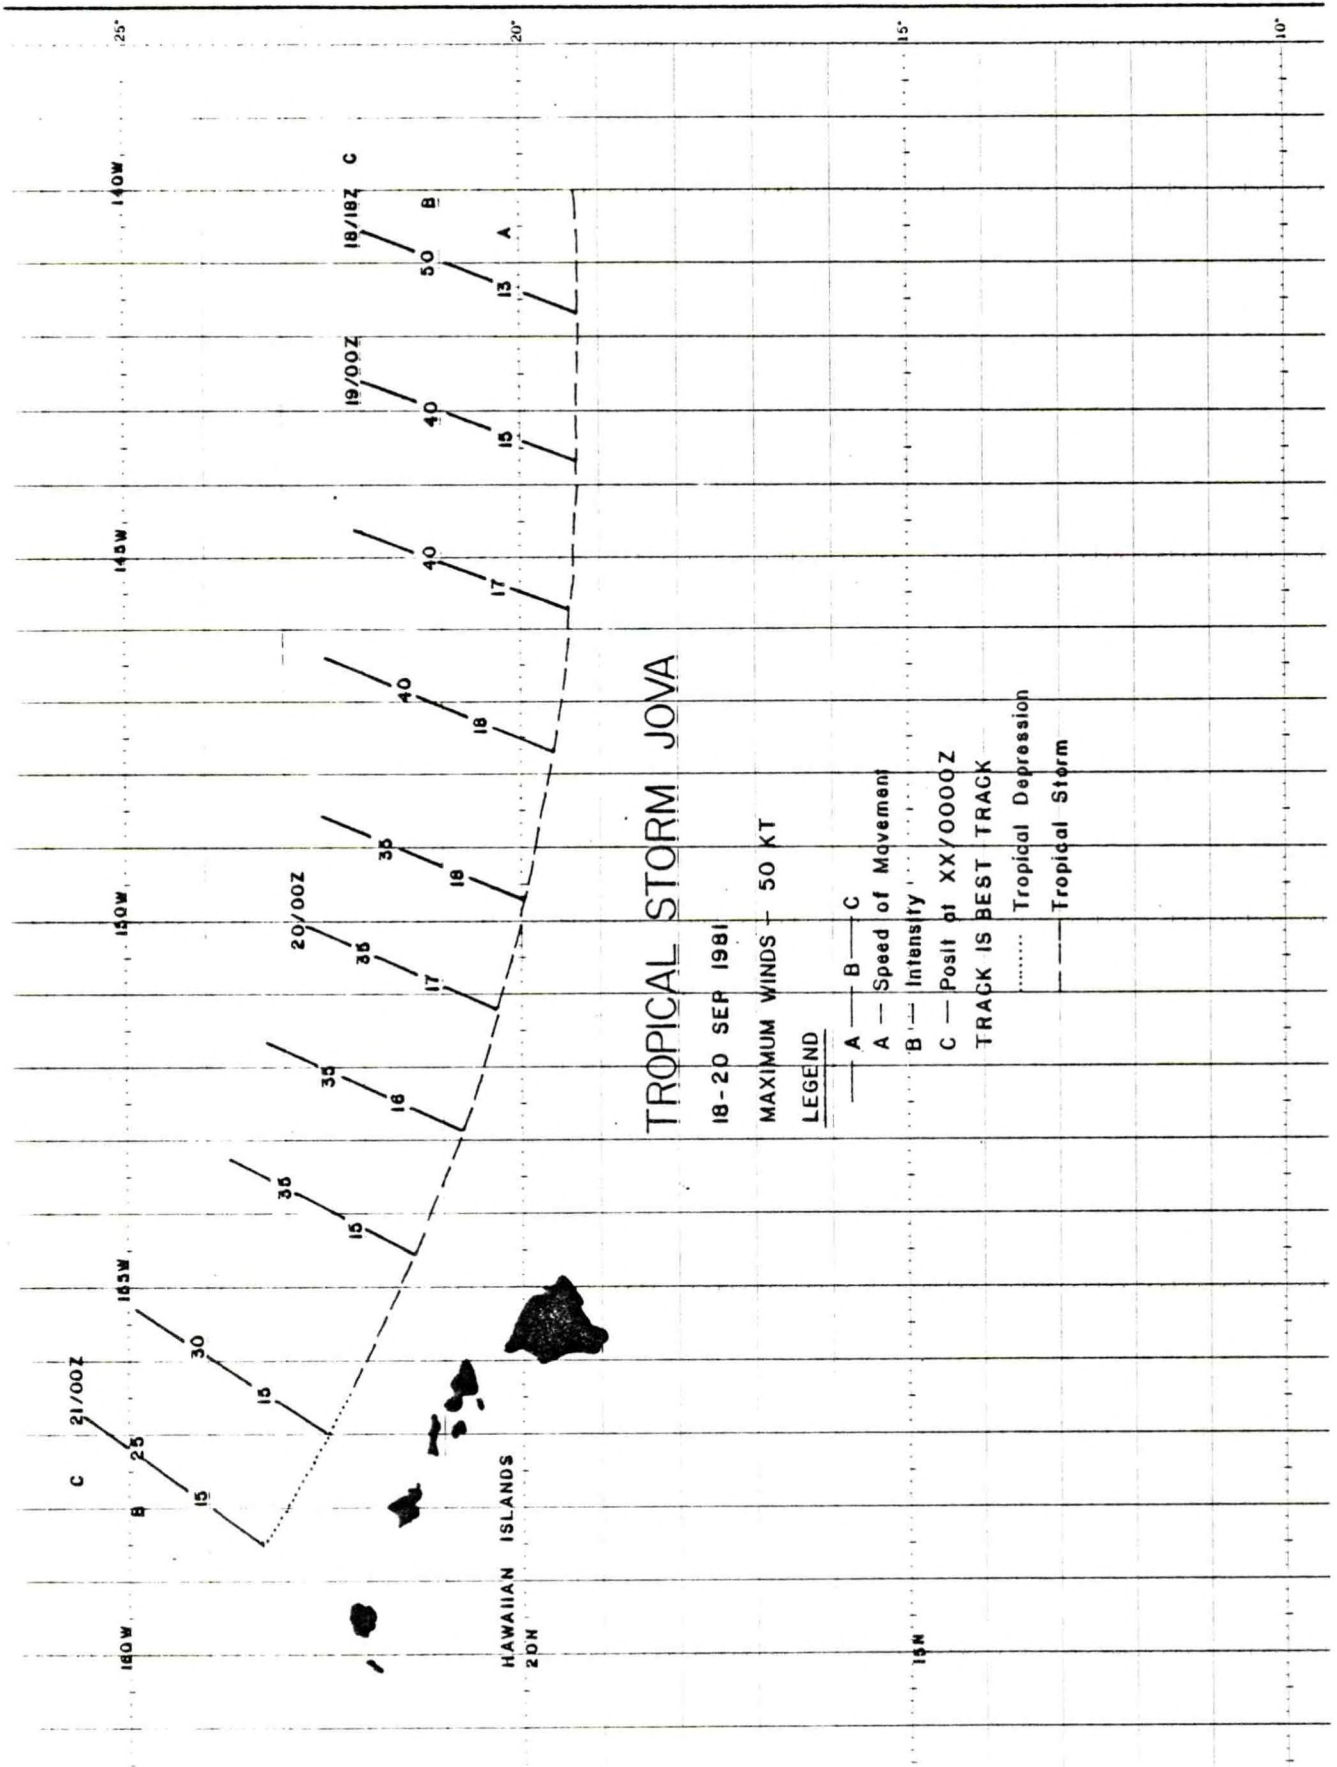 TROPICAL STORM JOVA
18-20 SEP 1981
MAXIMUM WINDS — 50 KT
LEGEND
—— A —— B —— C
A — Speed of Movement
B — Intensity
C — Posit at XX/0000Z
TRACK IS BEST TRACK
........ Tropical Depression
— — — Tropical Storm
160W
155W
150W
145W
140W
25°
20°
15°
10°
C
21/00Z
B
25
15
30
15
35
15
35
16
20/00Z
35
17
35
18
40
18
40
17
19/00Z
40
15
18/18Z
C
50
B
13
A
HAWAIIAN ISLANDS
20N
15N